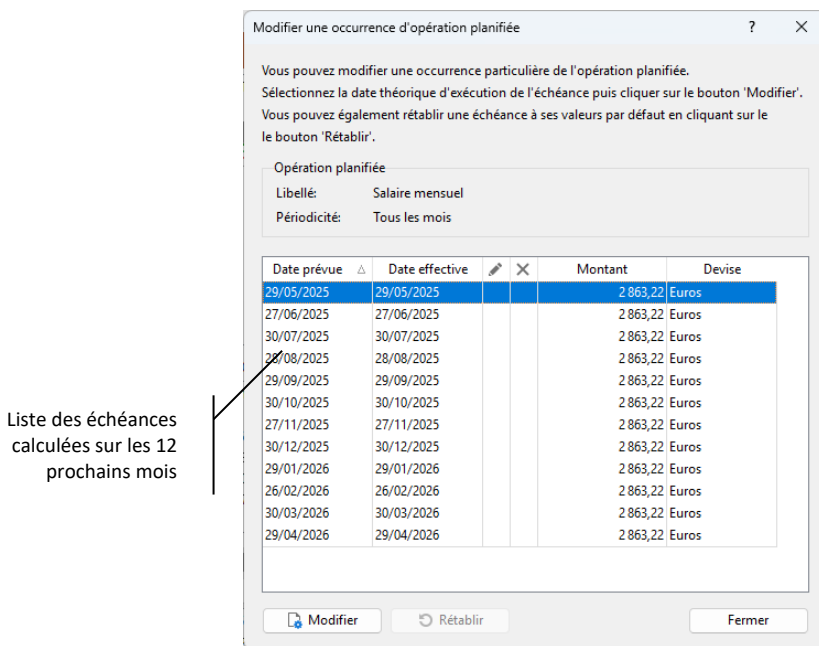 Modifier une occurrence d'opération planifiée ? ×
Vous pouvez modifier une occurrence particulière de l'opération planifiée.
Sélectionnez la date théorique d'exécution de l'échéance puis cliquer sur le bouton 'Modifier'.
Vous pouvez également rétablir une échéance à ses valeurs par défaut en cliquant sur le
le bouton 'Rétablir'.
Opération planifiée
Libellé: Salaire mensuel
Périodicité: Tous les mois
Date prévue Date effective Montant Devise
29/05/2025 29/05/2025 2 863,22 Euros
27/06/2025 27/06/2025 2 863,22 Euros
30/07/2025 30/07/2025 2 863,22 Euros
28/08/2025 28/08/2025 2 863,22 Euros
29/09/2025 29/09/2025 2 863,22 Euros
30/10/2025 30/10/2025 2 863,22 Euros
27/11/2025 27/11/2025 2 863,22 Euros
30/12/2025 30/12/2025 2 863,22 Euros
29/01/2026 29/01/2026 2 863,22 Euros
26/02/2026 26/02/2026 2 863,22 Euros
30/03/2026 30/03/2026 2 863,22 Euros
29/04/2026 29/04/2026 2 863,22 Euros
Liste des échéances
calculées sur les 12
prochains mois
Modifier Rétablir Fermer